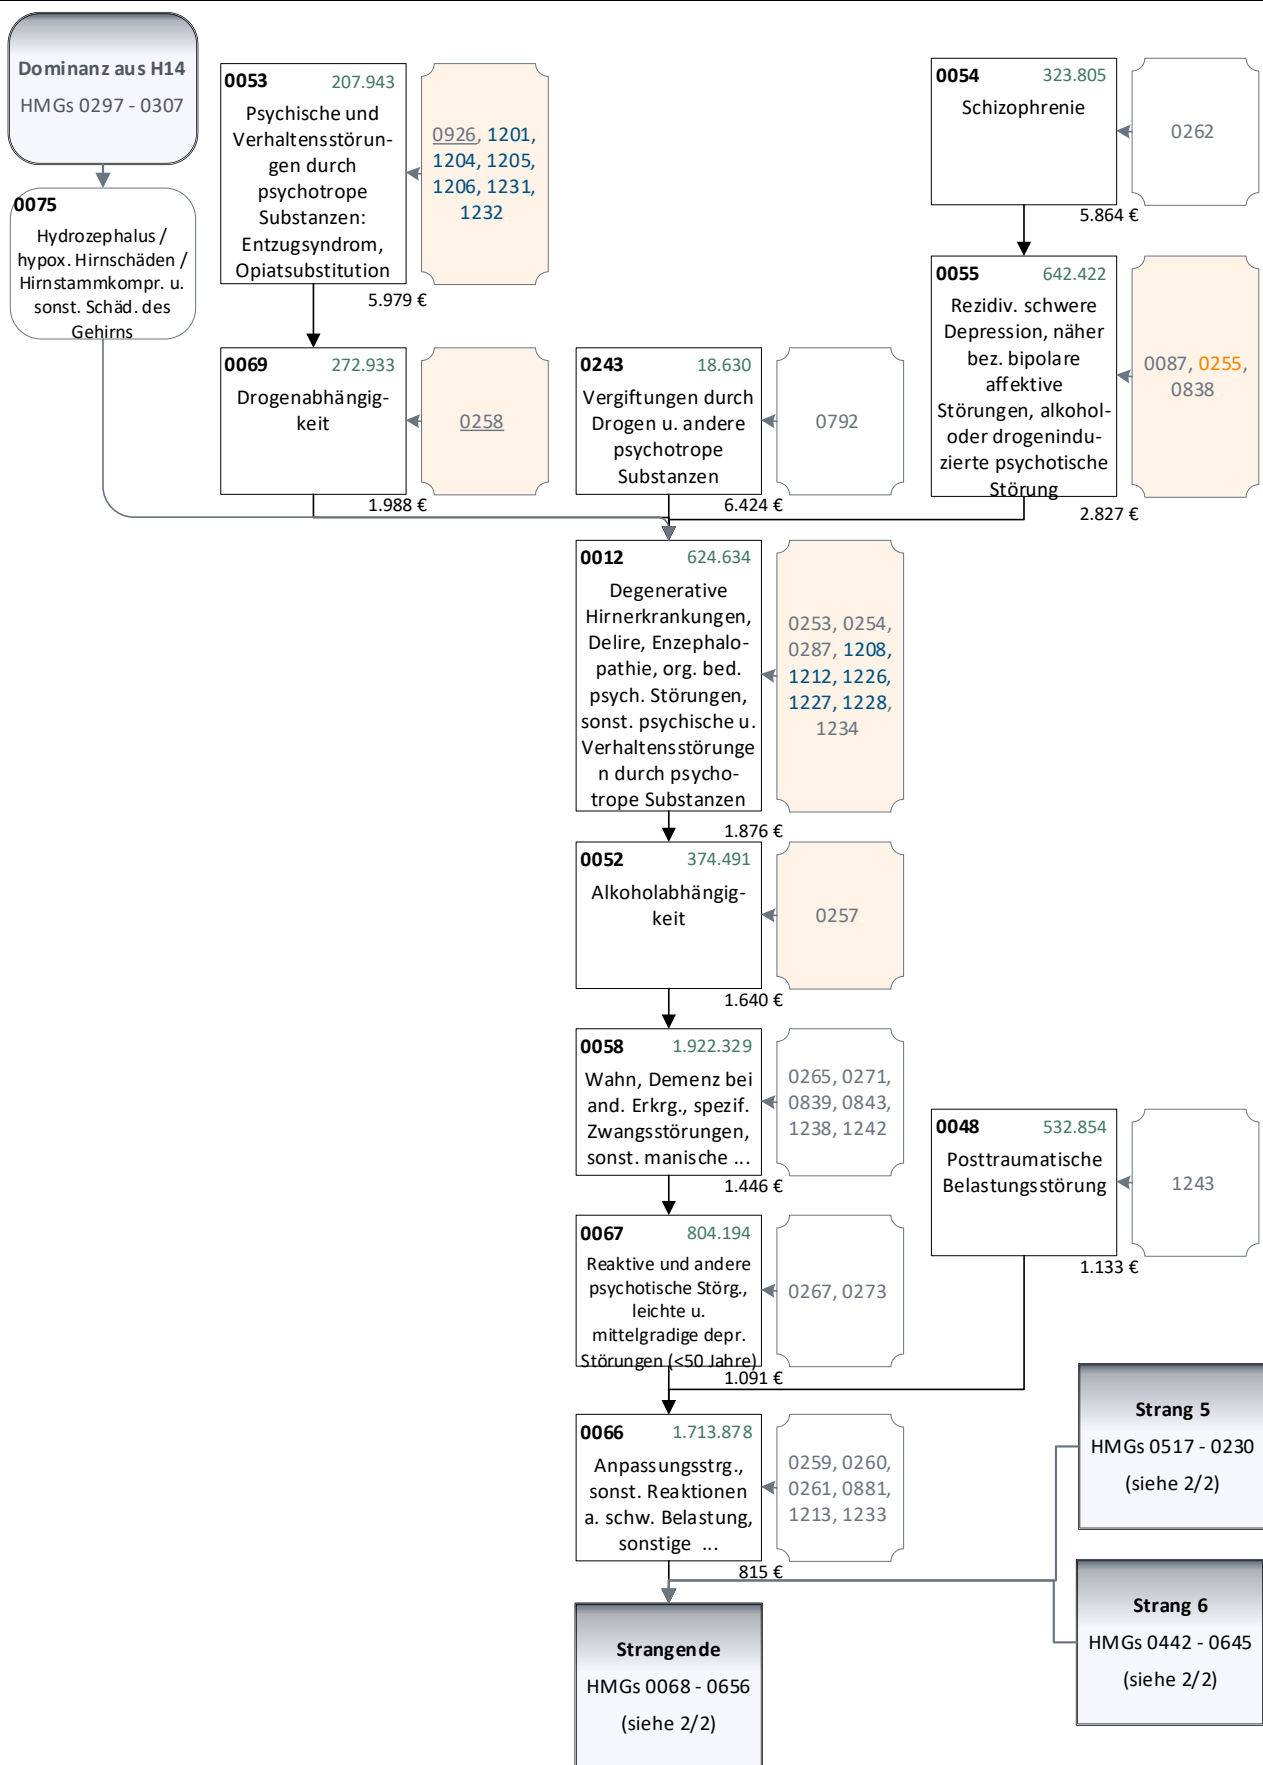 Dominanz aus H14
HMGs 0297 - 0307
0075
Hydrozephalus /
hypox. Hirnschäden /
Hirnstammkompr. u.
sonst. Schäd. des
Gehirns
0053 207.943
Psychische und
Verhaltensstörun-
gen durch
psychotrope
Substanzen:
Entzugsyndrom,
Opiatsubstitution
0926, 1201,
1204, 1205,
1206, 1231,
1232
5.979 €
0054 323.805
Schizophrenie
0262
5.864 €
0069 272.933
Drogenabhängig-
keit
0258
1.988 €
0243 18.630
Vergiftungen durch
Drogen u. andere
psychotrope
Substanzen
0792
6.424 €
0055 642.422
Rezidiv. schwere
Depression, näher
bez. bipolare
affektive
Störungen, alkohol-
oder drogenindu-
zierte psychotische
Störung
0087, 0255,
0838
2.827 €
0012 624.634
Degenerative
Hirnerkrankungen,
Delire, Enzephalo-
pathie, org. bed.
psych. Störungen,
sonst. psychische u.
Verhaltensstörunge
n durch psycho-
trope Substanzen
0253, 0254,
0287, 1208,
1212, 1226,
1227, 1228,
1234
1.876 €
0052 374.491
Alkoholabhängig-
keit
0257
1.640 €
0058 1.922.329
Wahn, Demenz bei
and. Erkrg., spezif.
Zwangsstörungen,
sonst. manische ...
0265, 0271,
0839, 0843,
1238, 1242
1.446 €
0048 532.854
Posttraumatische
Belastungsstörung
1243
1.133 €
0067 804.194
Reaktive und andere
psychotische Störg.,
leichte u.
mittelgradige depr.
Störungen (<50 Jahre)
0267, 0273
1.091 €
0066 1.713.878
Anpassungsstrg.,
sonst. Reaktionen
a. schw. Belastung,
sonstige ...
0259, 0260,
0261, 0881,
1213, 1233
815 €
Strang 5
HMGs 0517 - 0230
(siehe 2/2)
Strang 6
HMGs 0442 - 0645
(siehe 2/2)
Strangende
HMGs 0068 - 0656
(siehe 2/2)